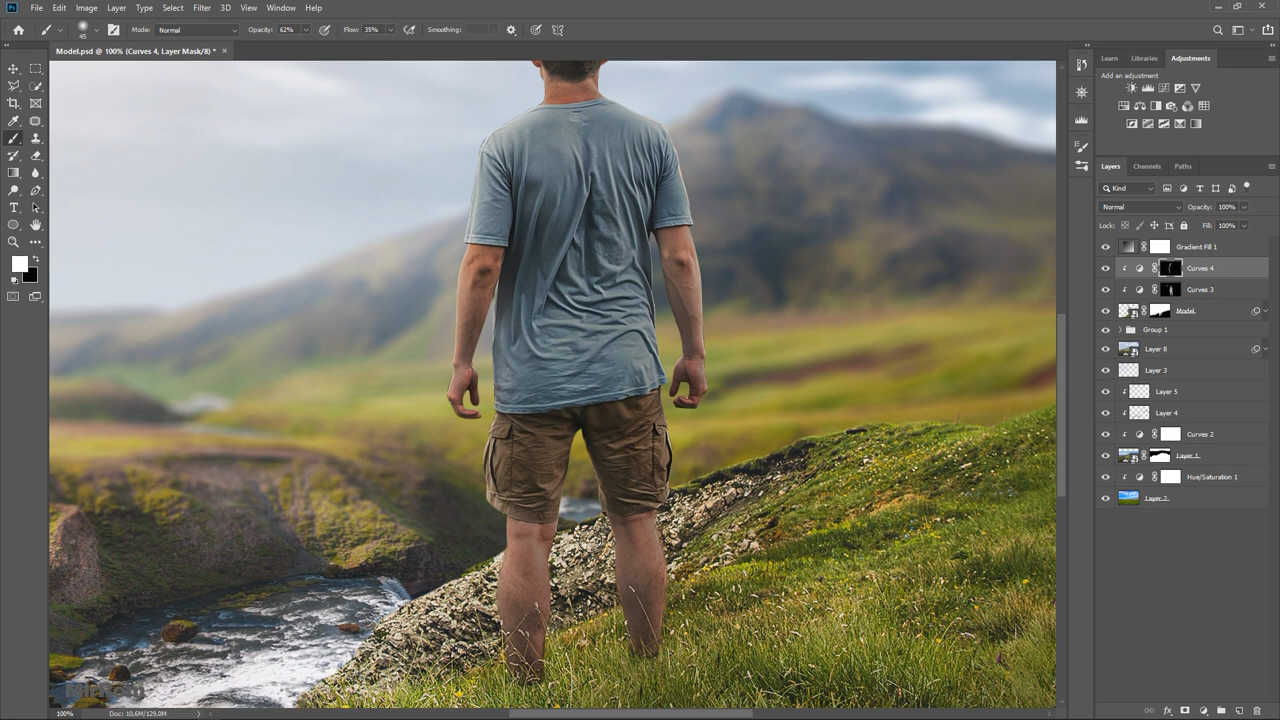 Ps File Edit Image Layer Type Select Filter 3D View Window Help
45 Mode: Normal Opacity: 62% Flow: 35% Smoothing:
Model.psd @ 100% (Curves 4, Layer Mask/8) * ×
Learn Libraries Adjustments
Add an adjustment
Layers Channels Paths
Kind
Normal Opacity: 100%
Lock: Fill: 100%
Gradient Fill 1
Curves 4
Curves 3
Model
Group 1
Layer 8
Layer 3
Layer 5
Layer 4
Curves 2
Layer 1
Hue/Saturation 1
Layer 2
100% Doc: 10,6M/129,0M